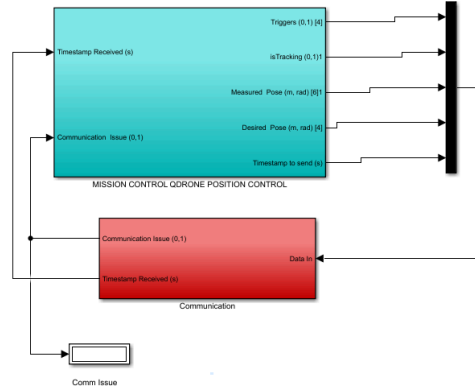 Triggers (0,1) [4]
Timestamp Received (s)
isTracking (0,1)1
Measured Pose (m, rad) [6]1
Desired Pose (m, rad) [4]
Communication Issue (0,1)
Timestamp to send (s)
MISSION CONTROL QDRONE POSITION CONTROL
Communication Issue (0,1)
Data In
Timestamp Received (s)
Communication
Comm Issue